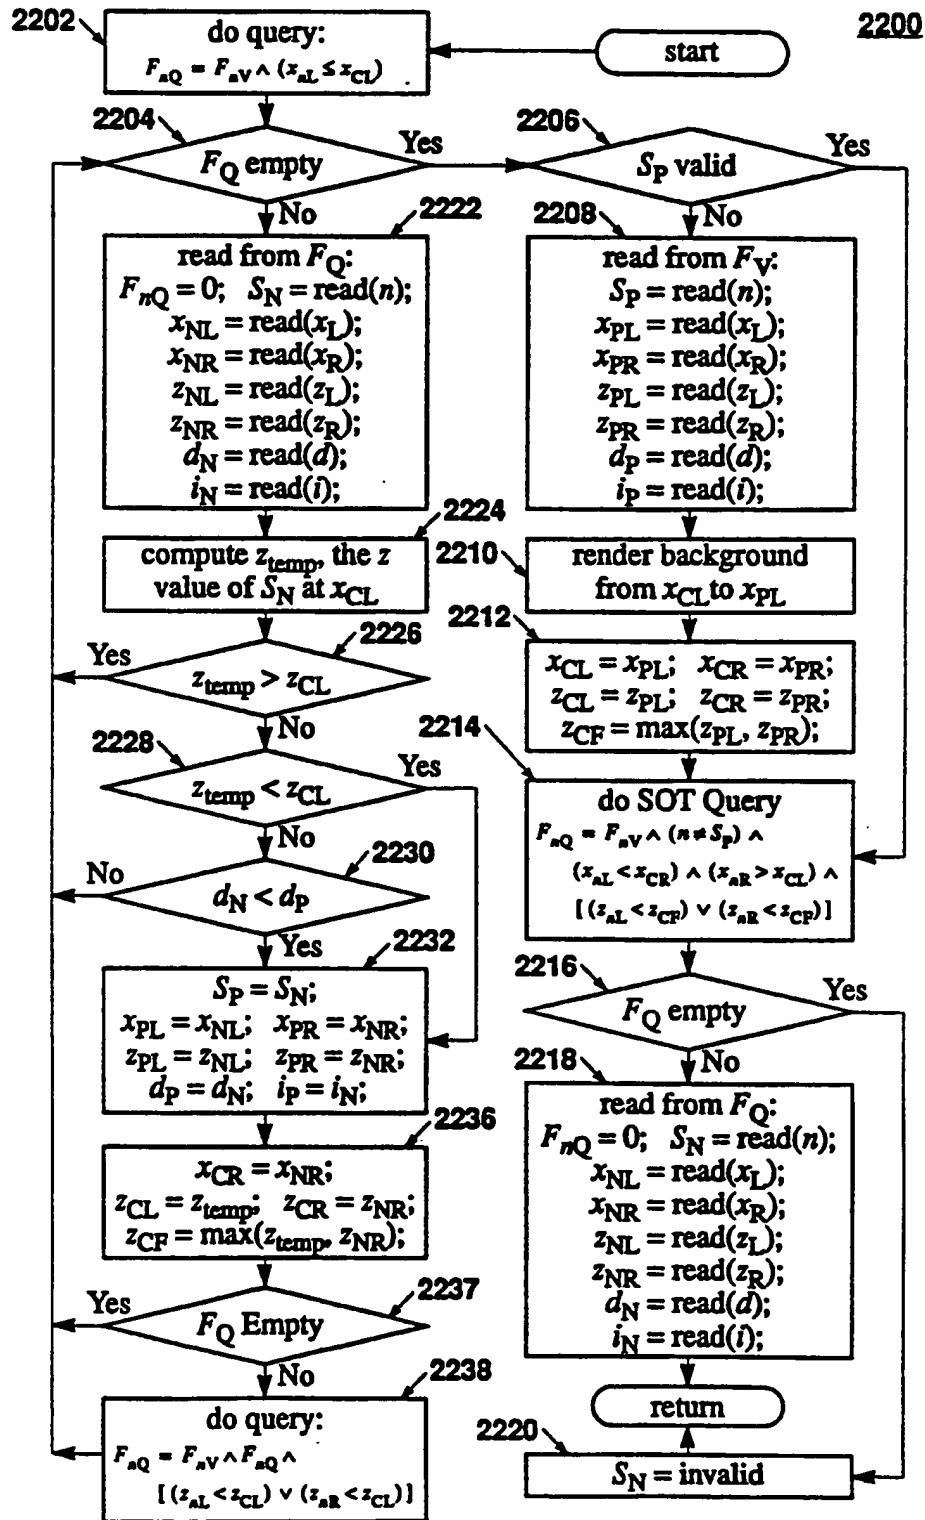 2200
start
2202
do query:
F_nQ = F_nV ∧ (x_nL ≤ x_CL)
2204
F_Q empty
Yes
No
2222
read from F_Q:
F_nQ = 0; S_N = read(n);
x_NL = read(x_L);
x_NR = read(x_R);
z_NL = read(z_L);
z_NR = read(z_R);
d_N = read(d);
i_N = read(i);
2224
compute z_temp, the z
value of S_N at x_CL
2226
Yes
z_temp > z_CL
No
2228
Yes
z_temp < z_CL
No
2230
No
d_N < d_P
Yes
2232
S_P = S_N;
x_PL = x_NL; x_PR = x_NR;
z_PL = z_NL; z_PR = z_NR;
d_P = d_N; i_P = i_N;
2236
x_CR = x_NR;
z_CL = z_temp; z_CR = z_NR;
z_CF = max(z_temp, z_NR);
2237
Yes
F_Q Empty
No
2238
do query:
F_nQ = F_nV ∧ F_nQ ∧
[(z_nL < z_CL) ∨ (z_nR < z_CL)]
2206
S_P valid
Yes
No
2208
read from F_V:
S_P = read(n);
x_PL = read(x_L);
x_PR = read(x_R);
z_PL = read(z_L);
z_PR = read(z_R);
d_P = read(d);
i_P = read(i);
2210
render background
from x_CL to x_PL
2212
x_CL = x_PL; x_CR = x_PR;
z_CL = z_PL; z_CR = z_PR;
z_CF = max(z_PL, z_PR);
2214
do SOT Query
F_nQ = F_nV ∧ (n ≠ S_P) ∧
(x_nL < x_CR) ∧ (x_nR > x_CL) ∧
[(z_nL < z_CF) ∨ (z_nR < z_CF)]
2216
F_Q empty
Yes
No
2218
read from F_Q:
F_nQ = 0; S_N = read(n);
x_NL = read(x_L);
x_NR = read(x_R);
z_NL = read(z_L);
z_NR = read(z_R);
d_N = read(d);
i_N = read(i);
return
2220
S_N = invalid